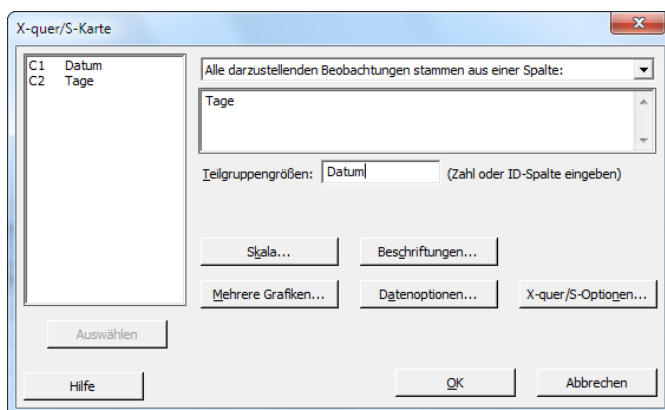 X-quer/S-Karte
C1 Datum
C2 Tage
Alle darzustellenden Beobachtungen stammen aus einer Spalte:
Tage
Teilgruppengrößen: Datum (Zahl oder ID-Spalte eingeben)
Skala... Beschriftungen...
Mehrere Grafiken... Datenoptionen... X-quer/S-Optionen...
Auswählen
Hilfe OK Abbrechen